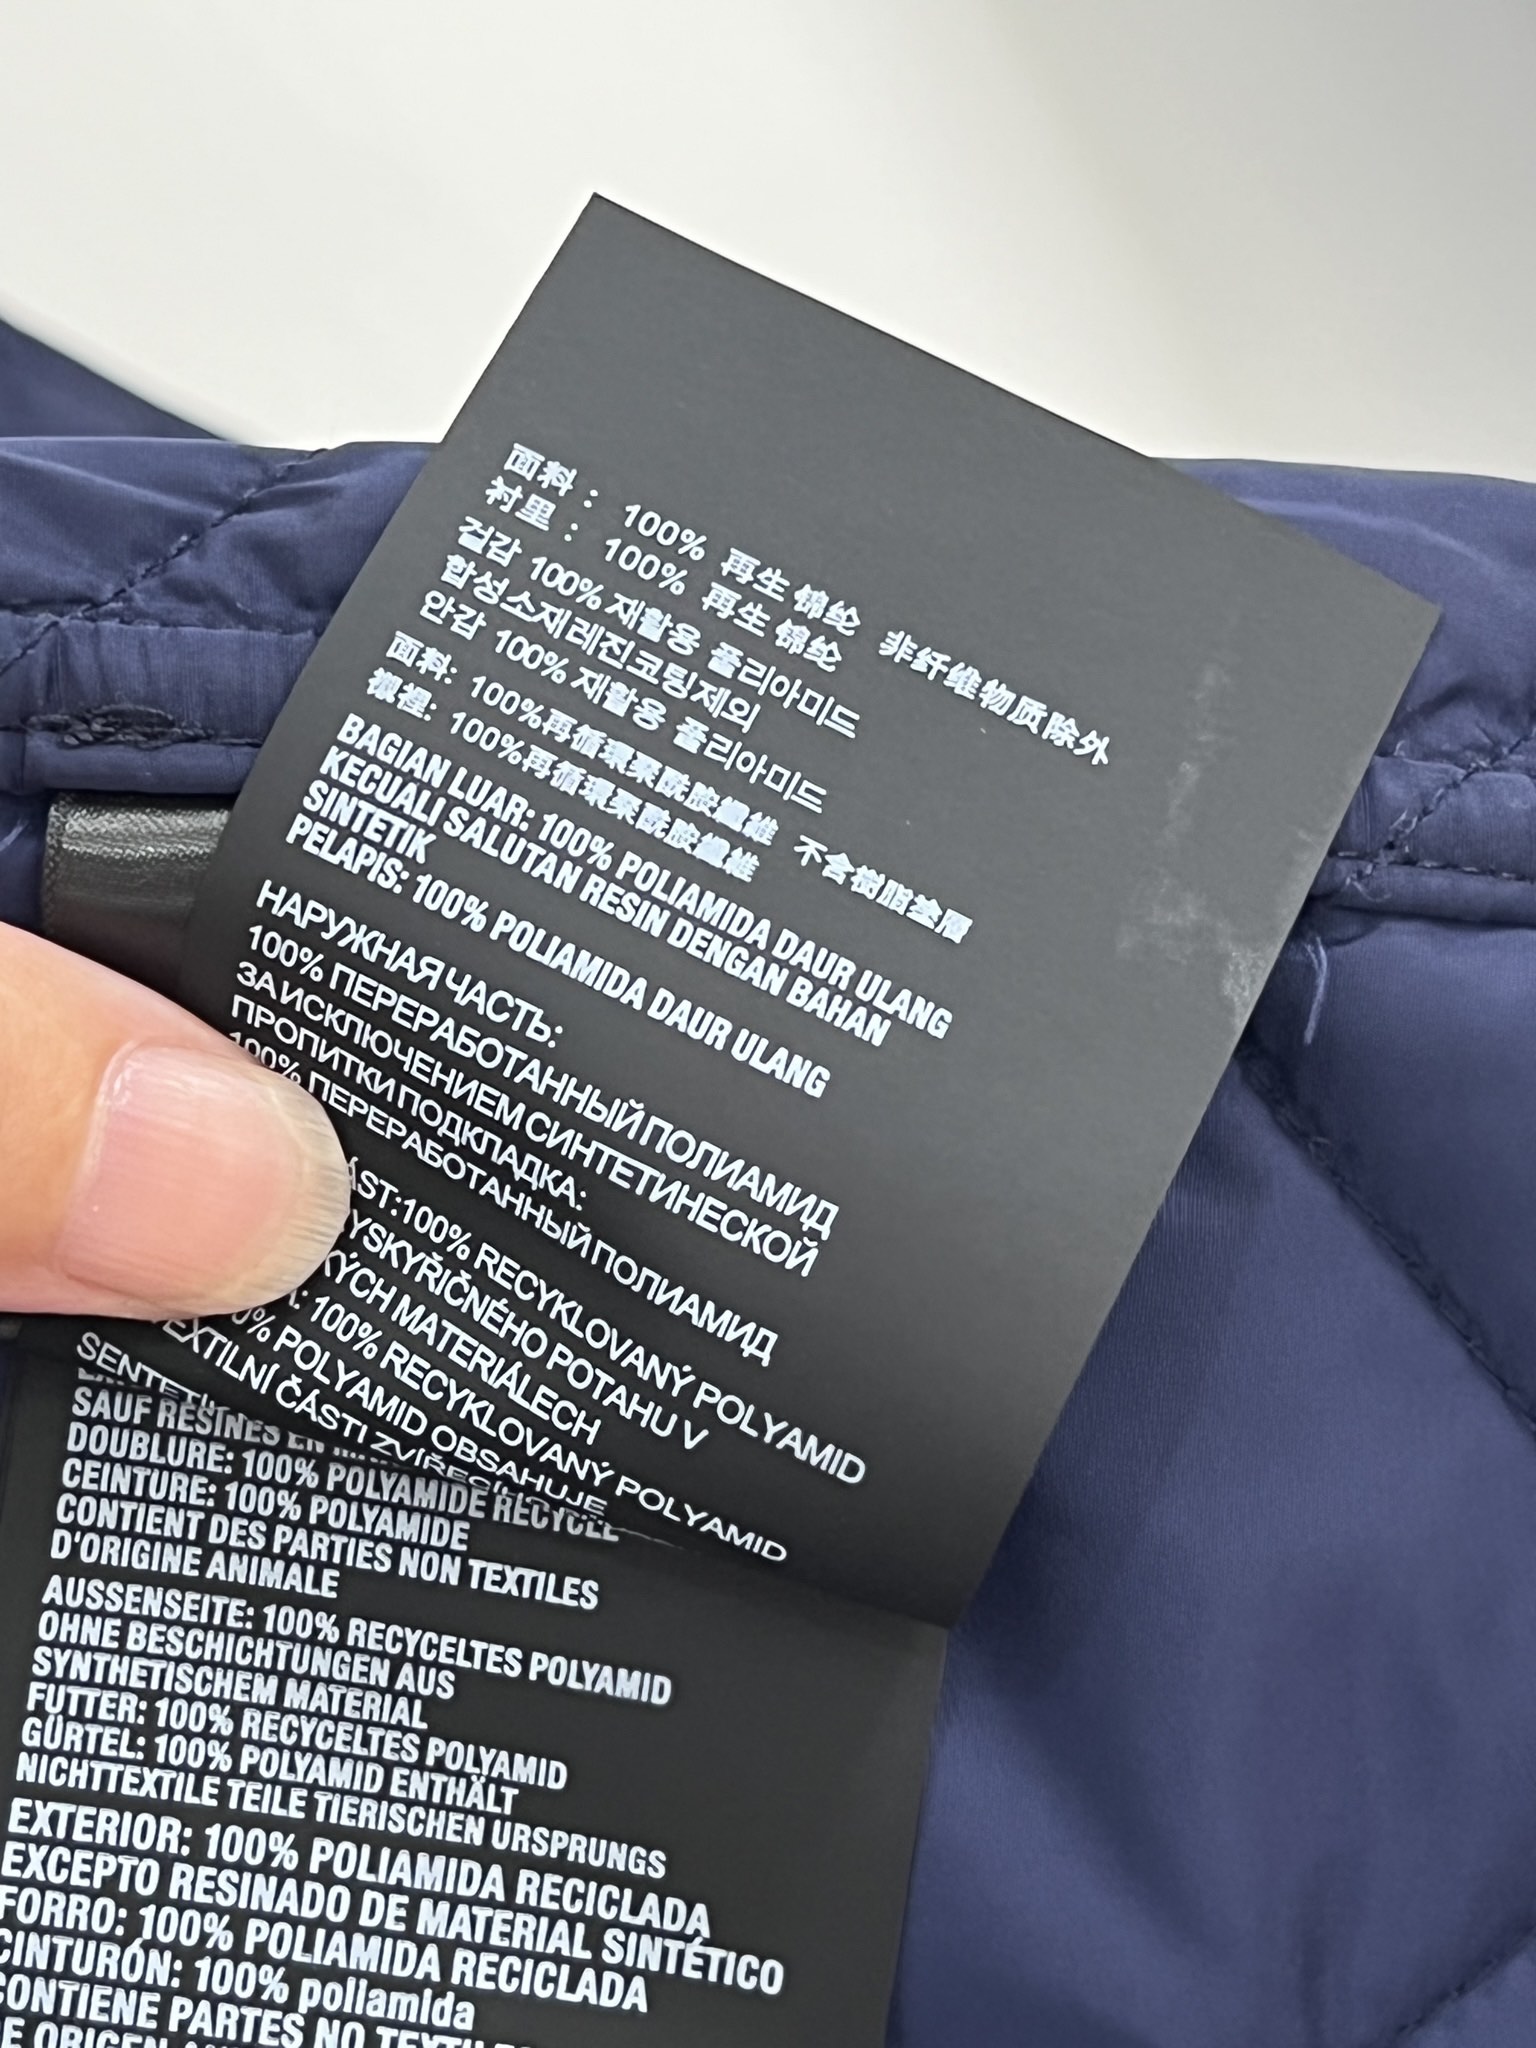 面料： 100% 再生 锦纶 非纤维物质除外
衬里： 100% 再生 锦纶
겉감 100% 재활용 폴리아미드
합성소재레진코팅제외
안감 100% 재활용 폴리아미드
面料: 100%再循環聚酰胺纖維 不含樹脂塗層
襯裡: 100%再循環聚酰胺纖維
BAGIAN LUAR: 100% POLIAMIDA DAUR ULANG
KECUALI SALUTAN RESIN DENGAN BAHAN
SINTETIK
PELAPIS: 100% POLIAMIDA DAUR ULANG
НАРУЖНАЯ ЧАСТЬ:
100% ПЕРЕРАБОТАННЫЙ ПОЛИАМИД
ЗА ИСКЛЮЧЕНИЕМ СИНТЕТИЧЕСКОЙ
ПРОПИТКИ ПОДКЛАДКА:
100% ПЕРЕРАБОТАННЫЙ ПОЛИАМИД
ÁST:100% RECYKLOVANÝ POLYAMID
YSKYŘIČNÉHO POTAHU V
KÝCH MATERIÁLECH
: 100% RECYKLOVANÝ POLYAMID
0% POLYAMID OBSAHUJE
EXTILNÍ ČÁSTI
SAUF RÉSINES EN
DOUBLURE: 100% POLYAMIDE RECYCLÉ
CEINTURE: 100% POLYAMIDE
CONTIENT DES PARTIES NON TEXTILES
D'ORIGINE ANIMALE
AUSSENSEITE: 100% RECYCELTES POLYAMID
OHNE BESCHICHTUNGEN AUS
SYNTHETISCHEM MATERIAL
FUTTER: 100% RECYCELTES POLYAMID
GÜRTEL: 100% POLYAMID ENTHÄLT
NICHTTEXTILE TEILE TIERISCHEN URSPRUNGS
EXTERIOR: 100% POLIAMIDA RECICLADA
EXCEPTO RESINADO DE MATERIAL SINTÉTICO
FORRO: 100% POLIAMIDA RECICLADA
CINTURÓN: 100% poliamida
CONTIENE PARTES NO TEXTILES